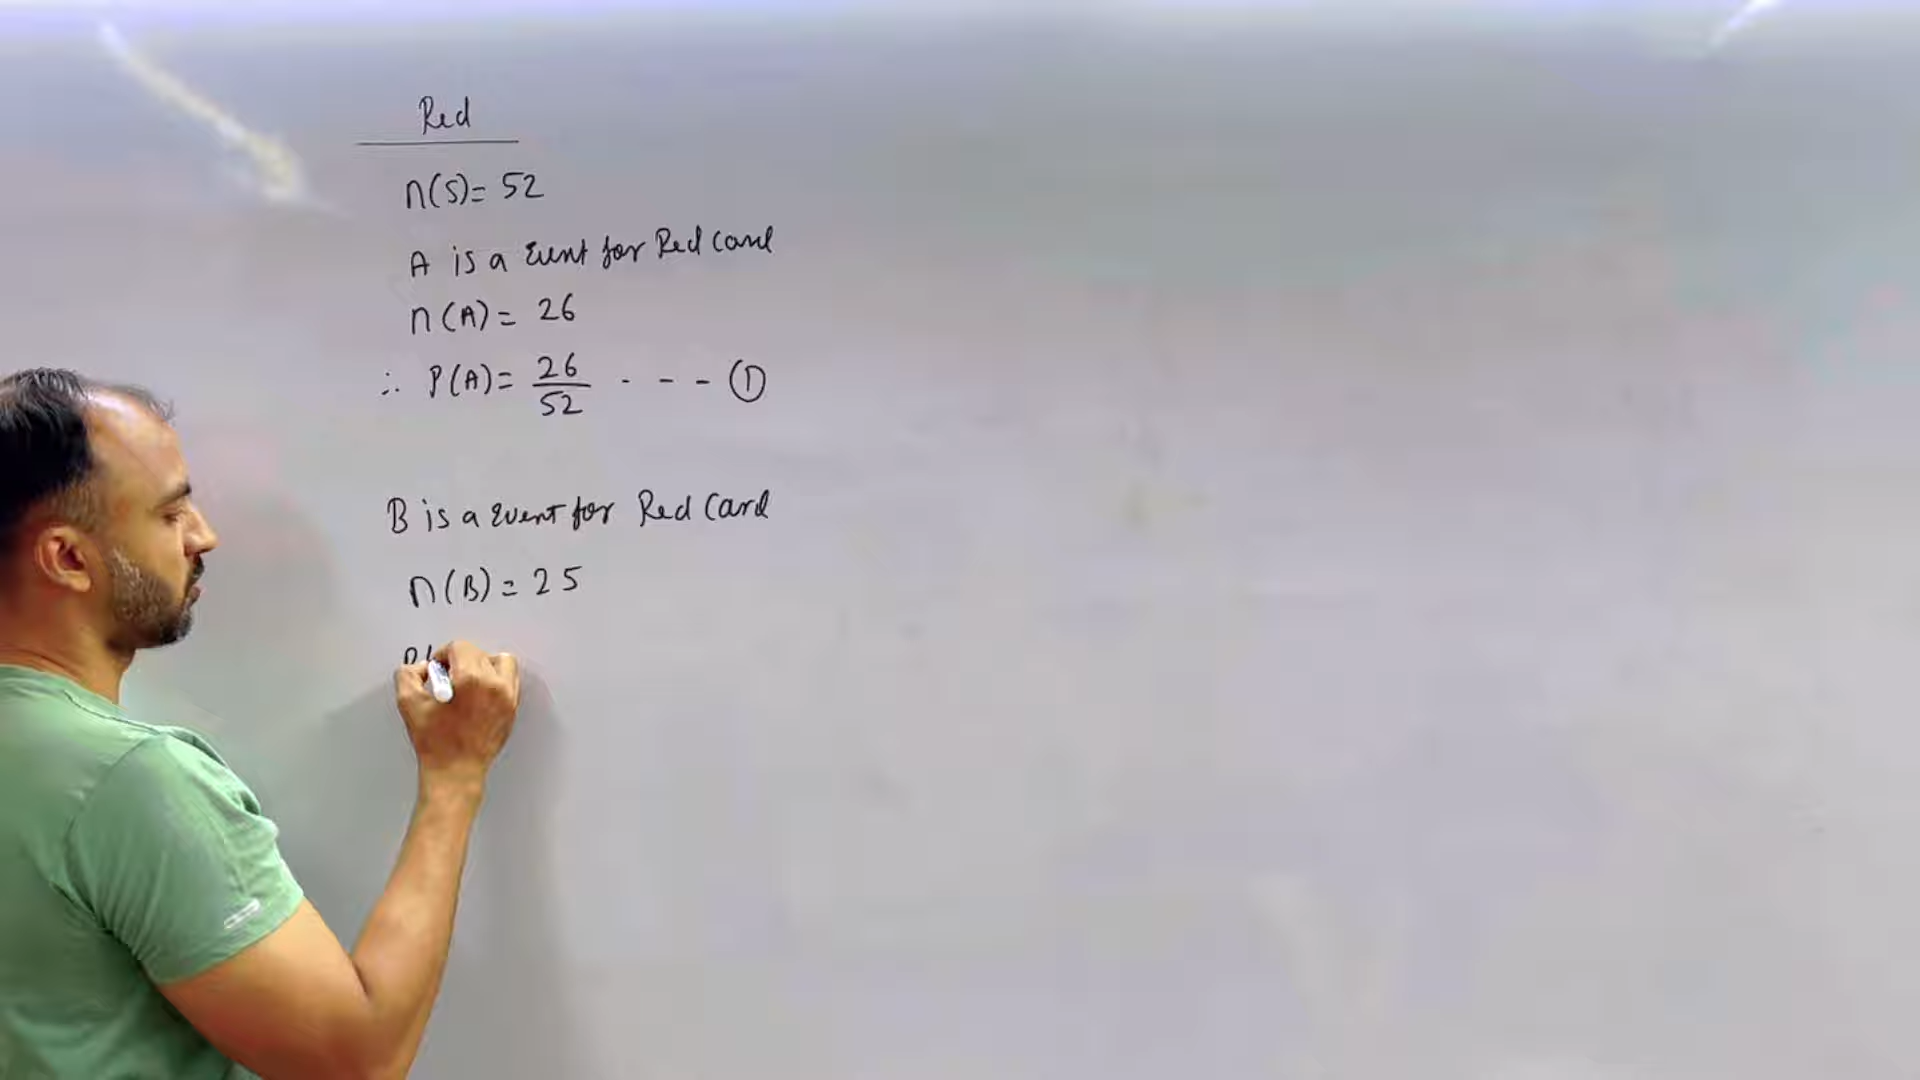 Red
n(S)= 52
A is a Event for Red Card
n(A)= 26
∴ P(A)= 26/52 - - - ①
B is a Event for Red Card
n(B)= 25
P(